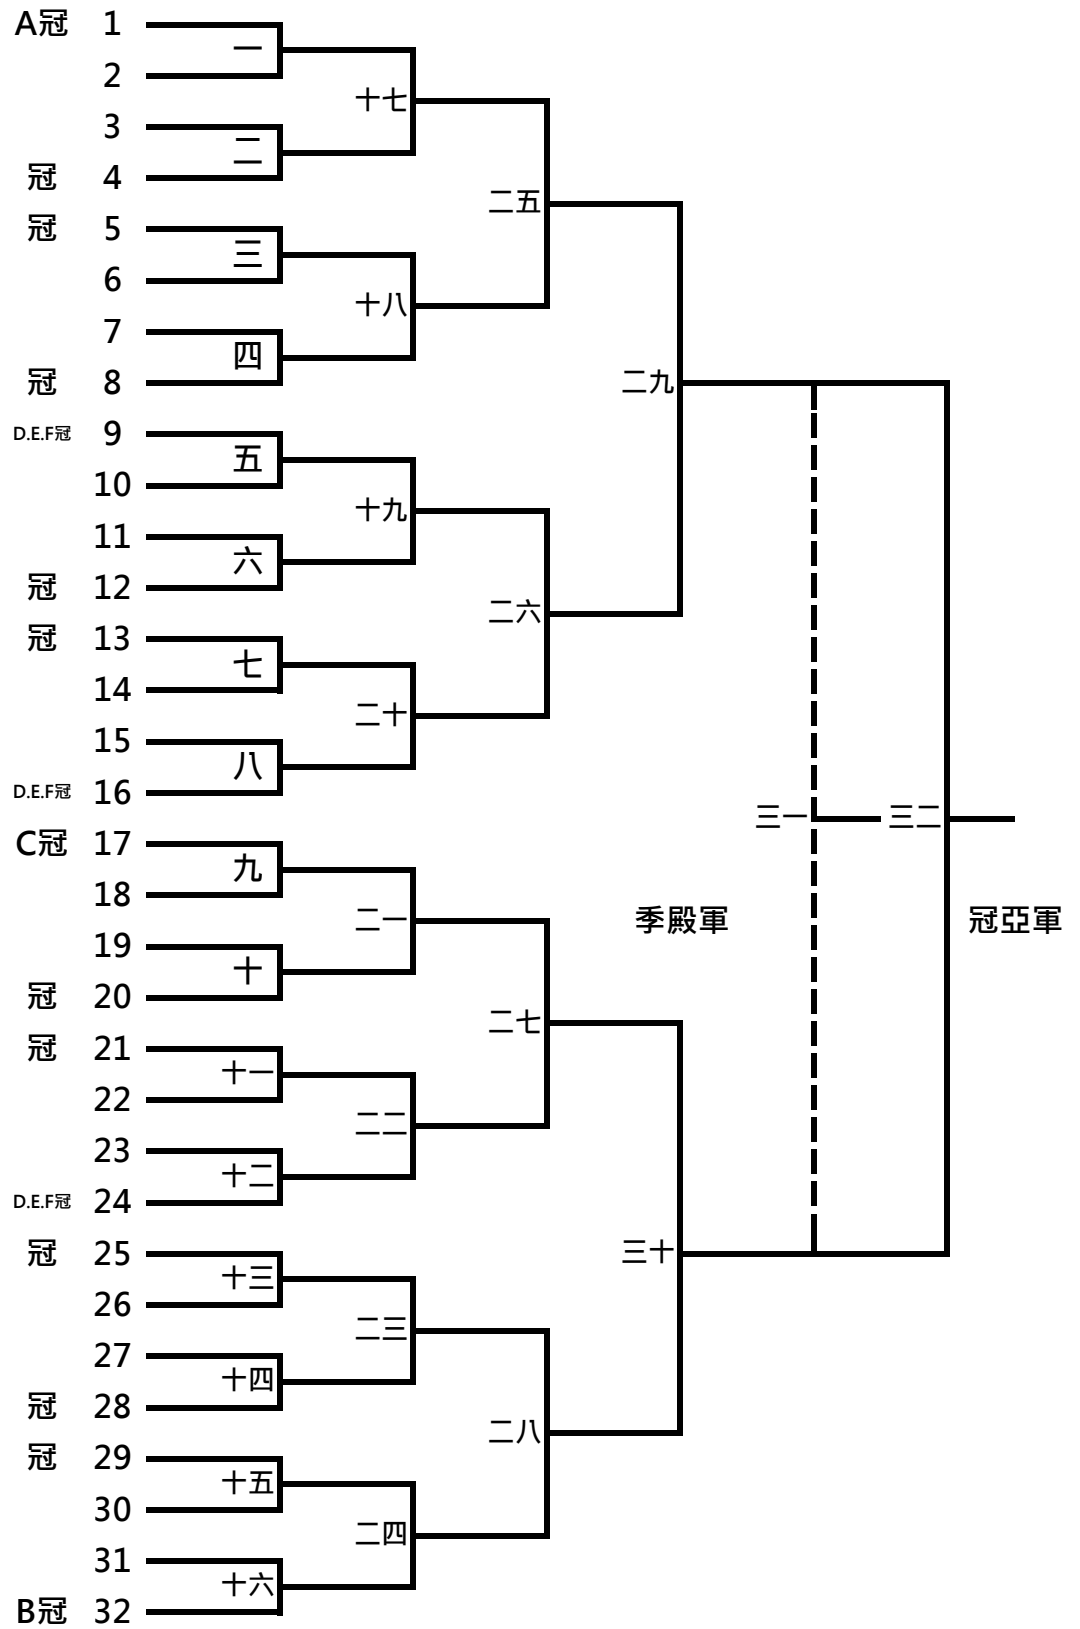 A冠 1
一
2
十七
3
二
冠 4
二五
冠 5
三
6
十八
7
四
冠 8
二九
D.E.F冠 9
五
10
十九
11
六
冠 12
二六
冠 13
七
14
二十
15
八
D.E.F冠 16
三一 三二
C冠 17
九
18
二一
季殿軍 冠亞軍
19
十
冠 20
二七
冠 21
十一
22
二二
23
十二
D.E.F冠 24
三十
冠 25
十三
26
二三
27
十四
冠 28
二八
冠 29
十五
30
二四
31
十六
B冠 32